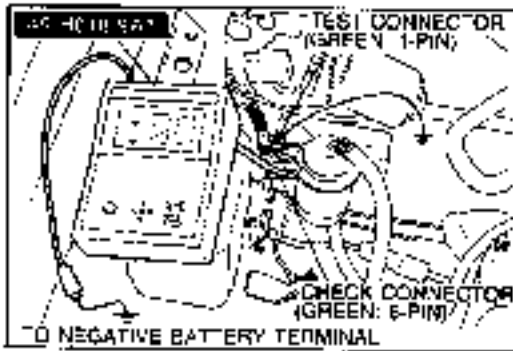 TEST CONNECTOR
(GREEN: 1-PIN)
CHECK CONNECTOR
(GREEN: 6-PIN)
TO NEGATIVE BATTERY TERMINAL